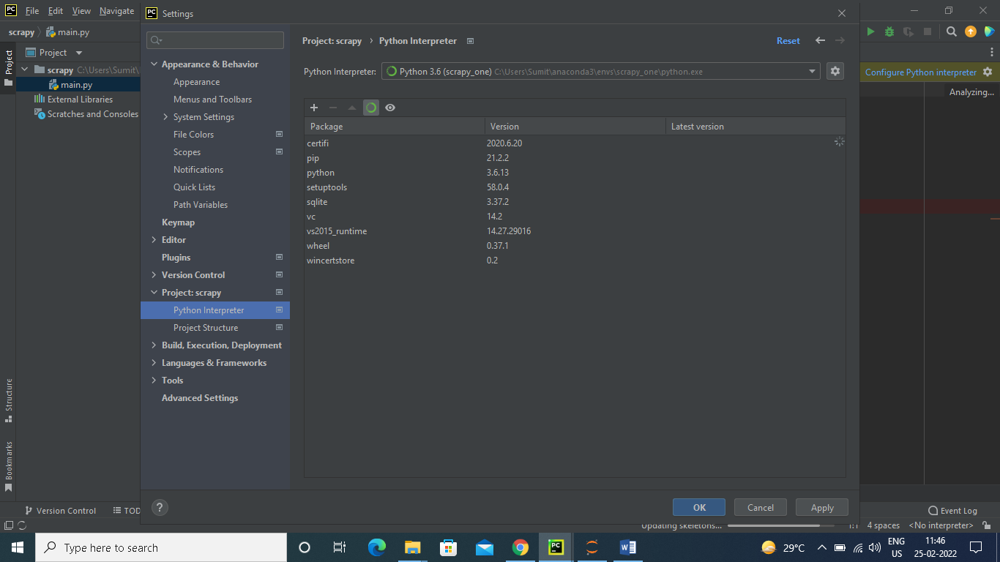 PC File Edit View Navigate
PC Settings
scrapy main.py
Project
scrapy C:\Users\Sumit\
main.py
External Libraries
Scratches and Consoles
Project
Structure
Bookmarks
Appearance & Behavior
Appearance
Menus and Toolbars
System Settings
File Colors
Scopes
Notifications
Quick Lists
Path Variables
Keymap
Editor
Plugins
Version Control
Project: scrapy
Python Interpreter
Project Structure
Build, Execution, Deployment
Languages & Frameworks
Tools
Advanced Settings
?
Project: scrapy › Python Interpreter Reset
Python Interpreter: Python 3.6 (scrapy_one) C:\Users\Sumit\anaconda3\envs\scrapy_one\python.exe
Package Version Latest version
certifi 2020.6.20
pip 21.2.2
python 3.6.13
setuptools 58.0.4
sqlite 3.37.2
vc 14.2
vs2015_runtime 14.27.29016
wheel 0.37.1
wincertstore 0.2
OK Cancel Apply
Configure Python interpreter
Analyzing...
Version Control TOD
Event Log
Updating skeletons... 1:1 4 spaces <No interpreter>
Type here to search
PC
W
29°C
ENG
US
11:46
25-02-2022